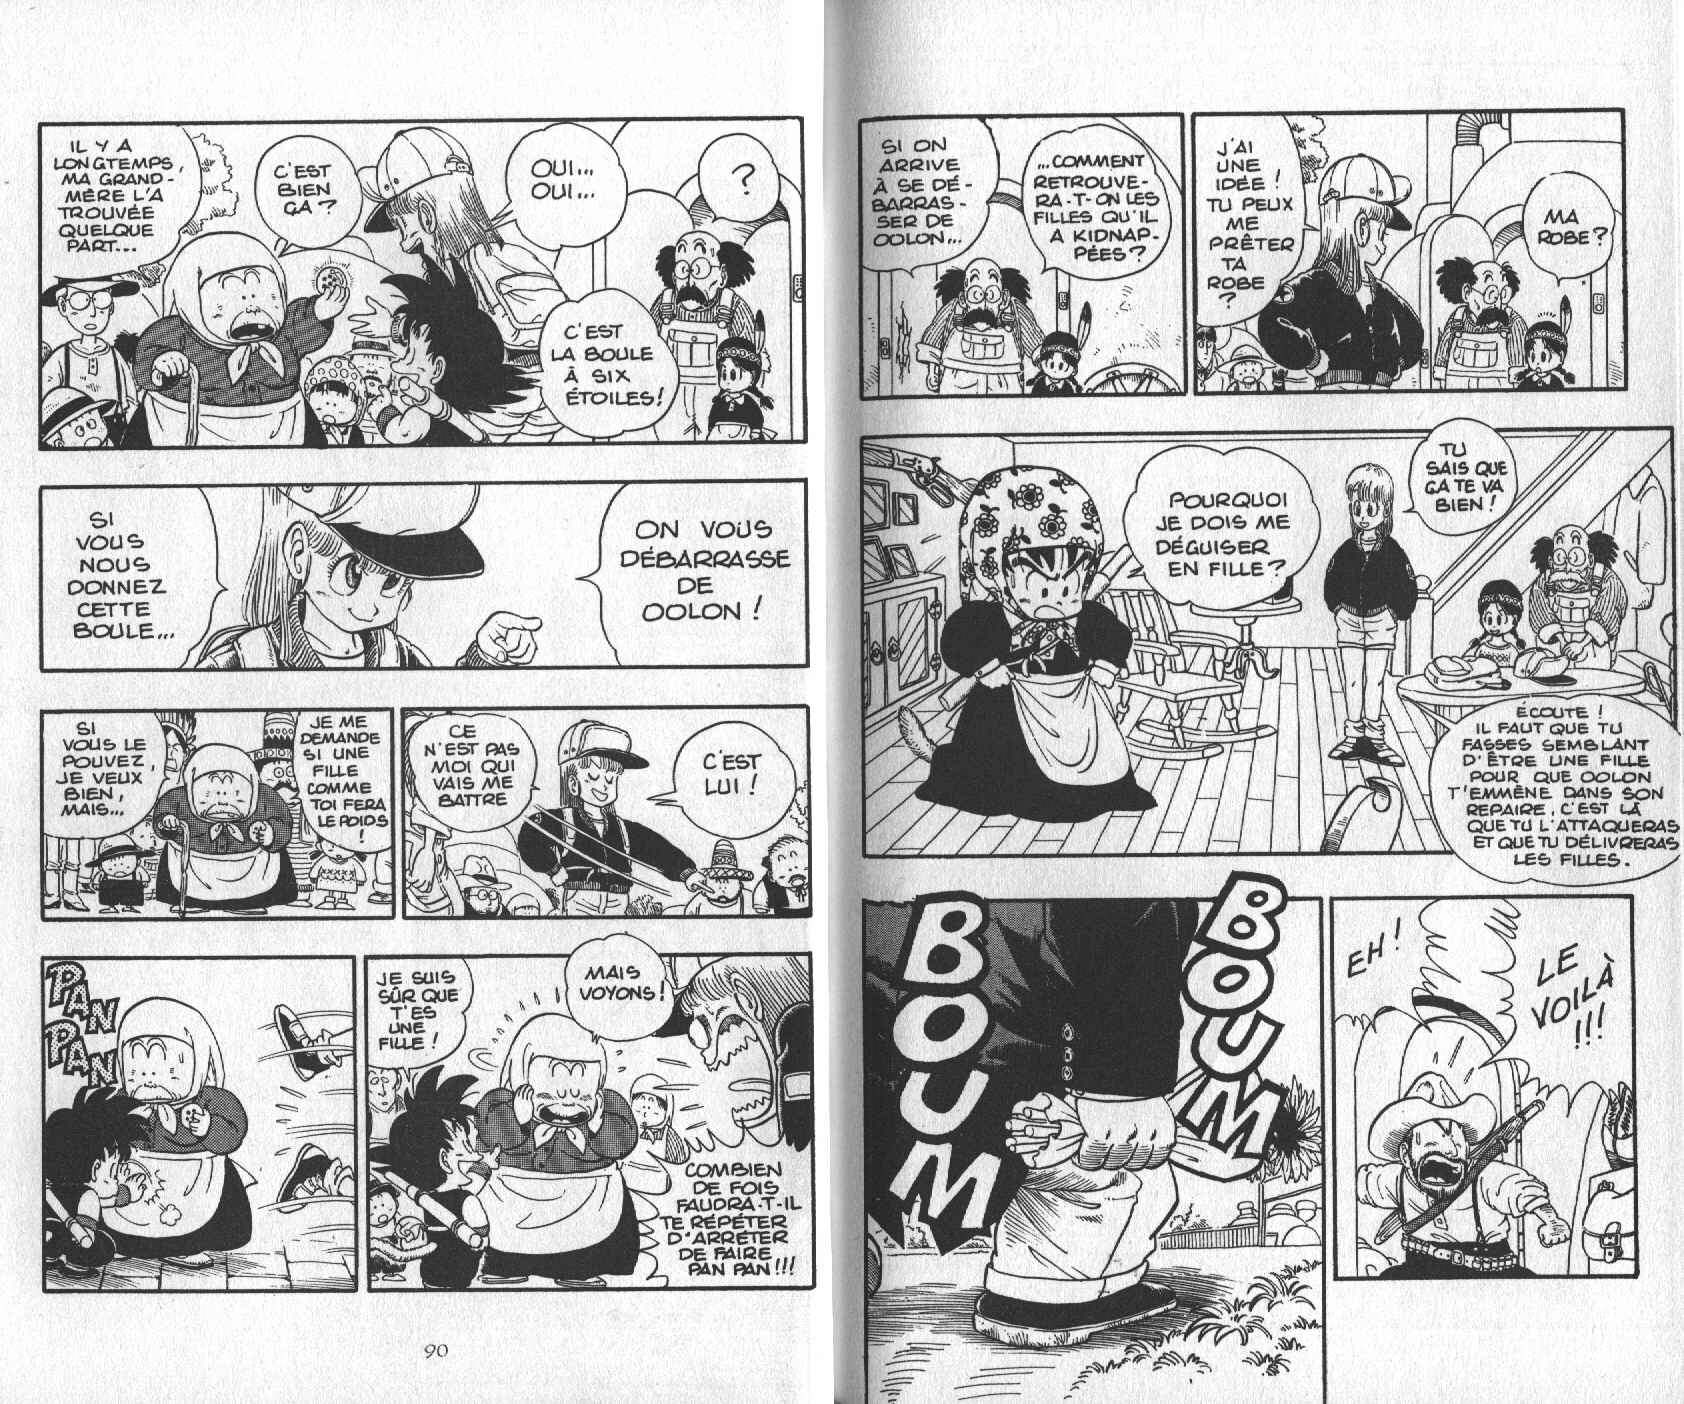 IL Y A
LONGTEMPS,
MA GRAND-
MÈRE L'A
TROUVÉE
QUELQUE
PART...
C'EST
BIEN
ÇA?
OUI...
OUI...
?
C'EST
LA BOULE
À SIX
ÉTOILES!
SI
VOUS
NOUS
DONNEZ
CETTE
BOULE...
ON VOUS
DÉBARRASSE
DE
OOLON!
SI
VOUS LE
POUVEZ,
JE VEUX
BIEN,
MAIS...
JE ME
DEMANDE
SI UNE
FILLE
COMME
TOI FERA
LE POIDS
!
CE
N'EST PAS
MOI QUI
VAIS ME
BATTRE
C'EST
LUI!
PAN
PAN
JE SUIS
SÛR QUE
T'ES
UNE
FILLE!
MAIS
VOYONS!
COMBIEN
DE FOIS
FAUDRA-T-IL
TE RÉPÉTER
D'ARRÊTER
DE FAIRE
PAN PAN!!!
90
SI ON
ARRIVE
À SE DÉ-
BARRAS-
SER DE
OOLON...
...COMMENT
RETROUVE-
RA-T-ON LES
FILLES QU'IL
A KIDNAP-
PÉES?
J'AI
UNE
IDÉE!
TU PEUX
ME
PRÊTER
TA
ROBE
?
MA
ROBE?
POURQUOI
JE DOIS ME
DÉGUISER
EN FILLE?
TU
SAIS QUE
ÇA TE VA
BIEN!
ÉCOUTE!
IL FAUT QUE TU
FASSES SEMBLANT
D'ÊTRE UNE FILLE
POUR QUE OOLON
T'EMMÈNE DANS SON
REPAIRE. C'EST LÀ
QUE TU L'ATTAQUERAS
ET QUE TU DÉLIVRERAS
LES FILLES.
BOUM
BOUM
EH!
LE
VOILÀ
!!!